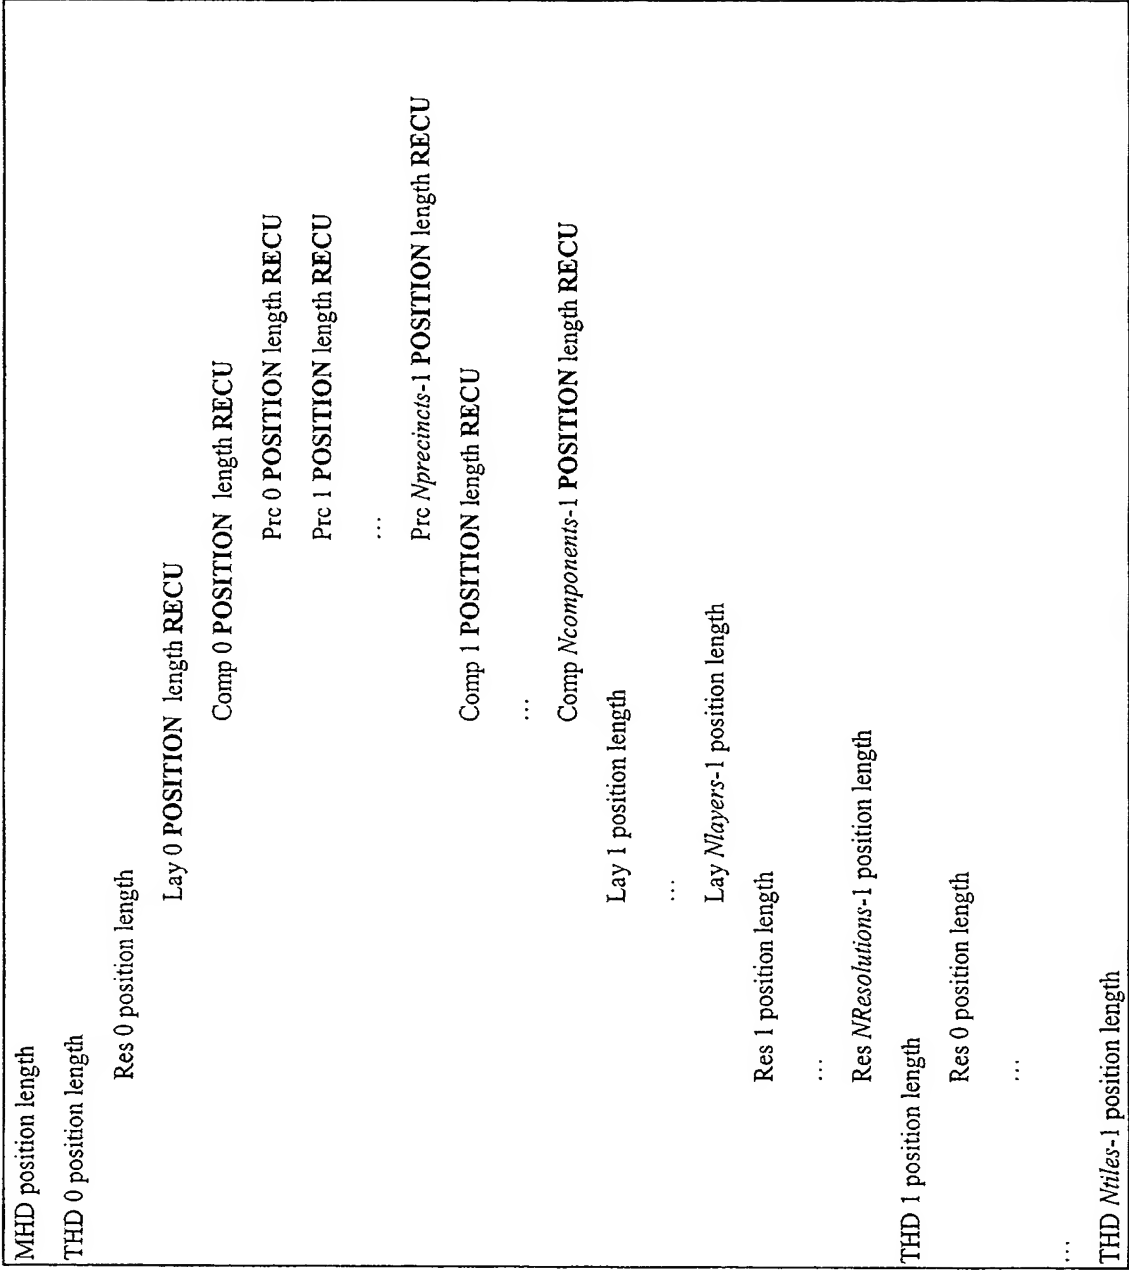 MHD position length
THD 0 position length
Res 0 position length
Lay 0 POSITION length RECU
Comp 0 POSITION length RECU
Prc 0 POSITION length RECU
Prc 1 POSITION length RECU
...
Prc Nprecincts-1 POSITION length RECU
Comp 1 POSITION length RECU
...
Comp Ncomponents-1 POSITION length RECU
Lay 1 position length
...
Lay Nlayers-1 position length
Res 1 position length
...
Res NResolutions-1 position length
THD 1 position length
Res 0 position length
...
...
THD Ntiles-1 position length